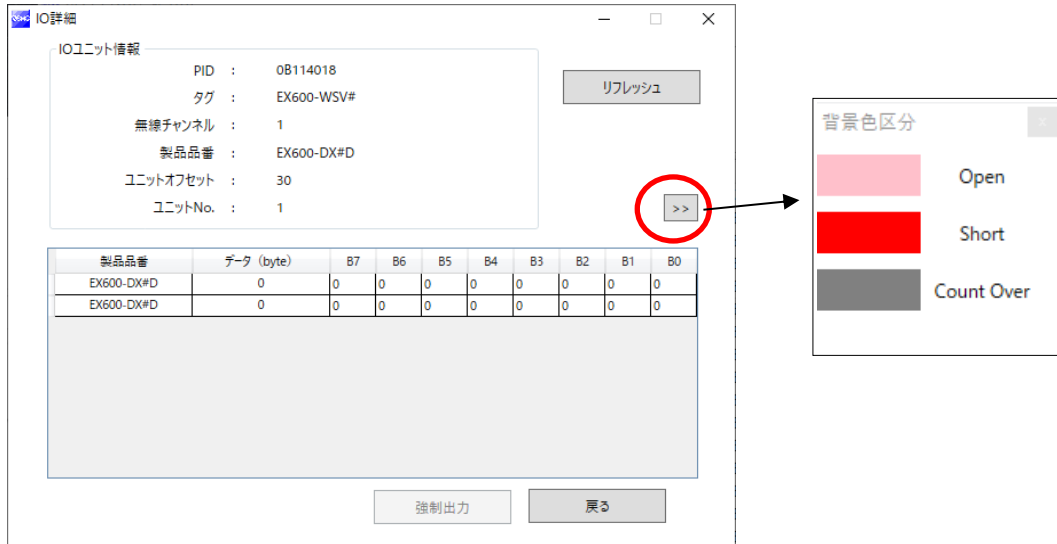 SMC IO詳細
IOユニット情報
PID : 0B114018
タグ : EX600-WSV#
無線チャンネル : 1
製品品番 : EX600-DX#D
ユニットオフセット : 30
ユニットNo. : 1
リフレッシュ
>>
製品品番 データ (byte) B7 B6 B5 B4 B3 B2 B1 B0
EX600-DX#D 0 0 0 0 0 0 0 0 0
EX600-DX#D 0 0 0 0 0 0 0 0 0
強制出力 戻る
背景色区分 x
Open
Short
Count Over